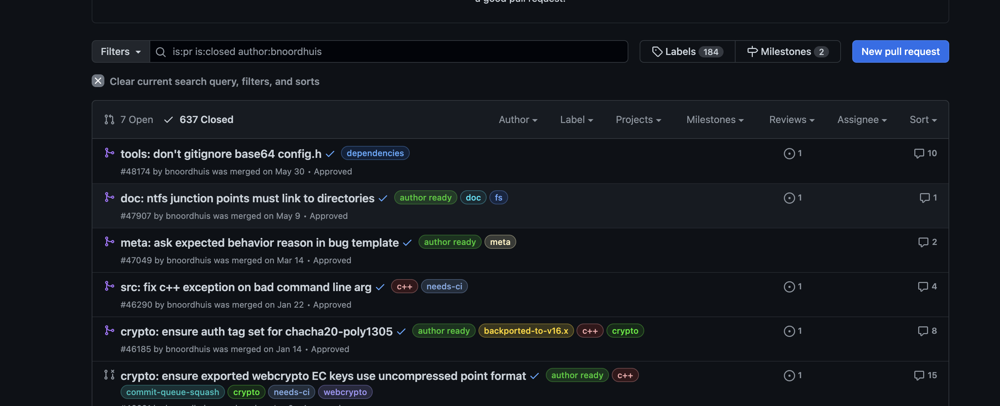 a good pull request.
Filters is:pr is:closed author:bnoordhuis Labels 184 Milestones 2 New pull request
Clear current search query, filters, and sorts
7 Open 637 Closed Author Label Projects Milestones Reviews Assignee Sort
tools: don't gitignore base64 config.h dependencies 1 10
#48174 by bnoordhuis was merged on May 30 • Approved
doc: ntfs junction points must link to directories author ready doc fs 1 1
#47907 by bnoordhuis was merged on May 9 • Approved
meta: ask expected behavior reason in bug template author ready meta 2
#47049 by bnoordhuis was merged on Mar 14 • Approved
src: fix c++ exception on bad command line arg c++ needs-ci 1 4
#46290 by bnoordhuis was merged on Jan 22 • Approved
crypto: ensure auth tag set for chacha20-poly1305 author ready backported-to-v16.x c++ crypto 1 8
#46185 by bnoordhuis was merged on Jan 14 • Approved
crypto: ensure exported webcrypto EC keys use uncompressed point format author ready c++ 1 15
commit-queue-squash crypto needs-ci webcrypto